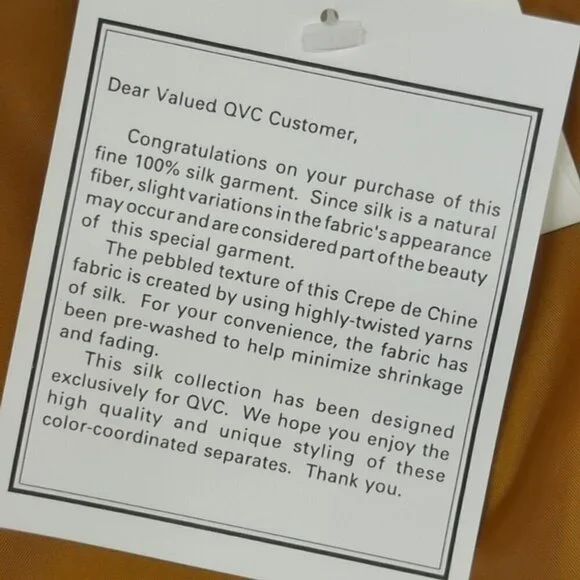 Dear Valued QVC Customer,
Congratulations on your purchase of this
fine 100% silk garment. Since silk is a natural
fiber, slight variations in the fabric's appearance
may occur and are considered part of the beauty
of this special garment.
The pebbled texture of this Crepe de Chine
fabric is created by using highly-twisted yarns
of silk. For your convenience, the fabric has
been pre-washed to help minimize shrinkage
and fading.
This silk collection has been designed
exclusively for QVC. We hope you enjoy the
high quality and unique styling of these
color-coordinated separates. Thank you.